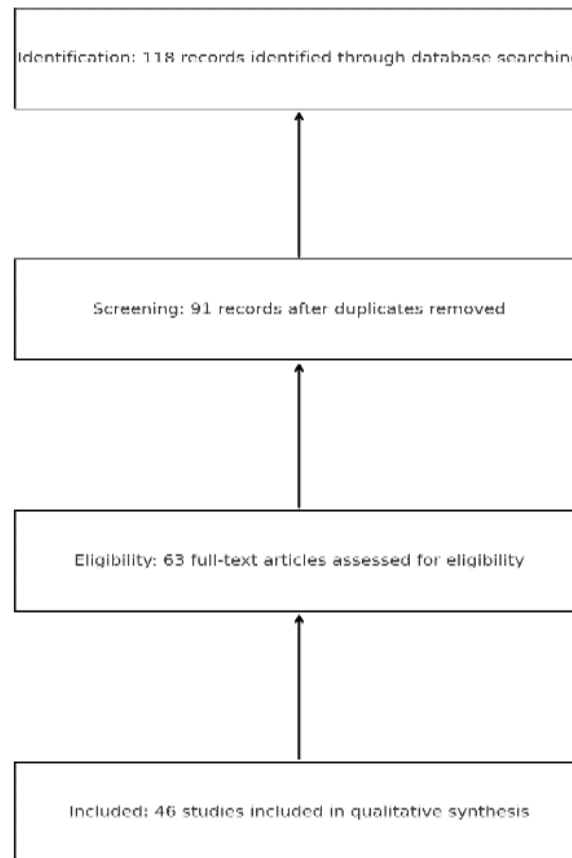 Identification: 118 records identified through database searching
Screening: 91 records after duplicates removed
Eligibility: 63 full-text articles assessed for eligibility
Included: 46 studies included in qualitative synthesis